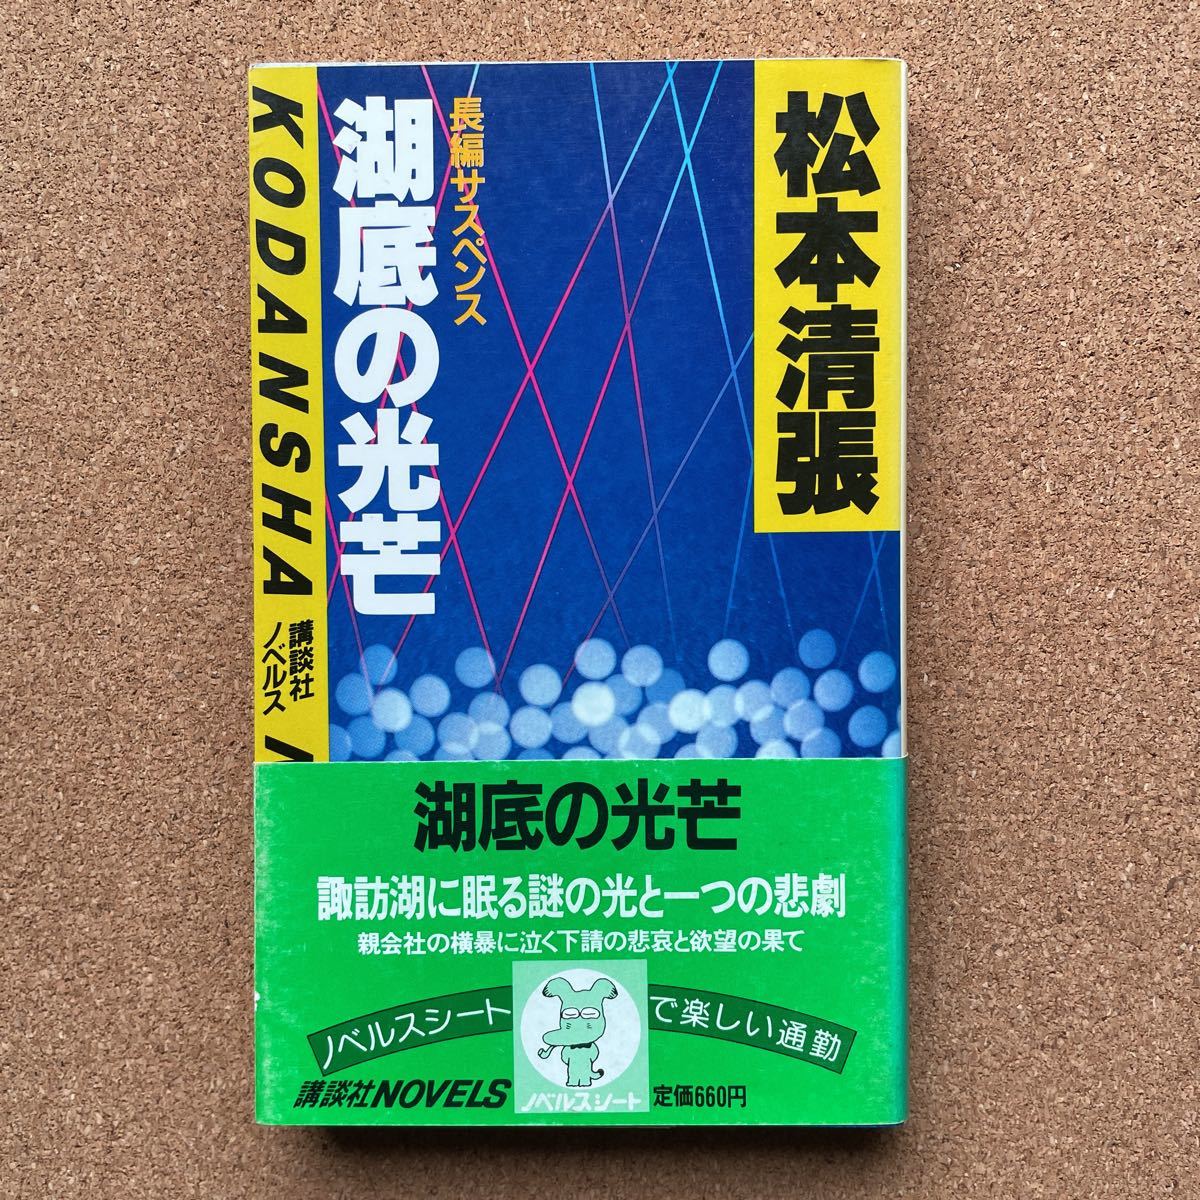 松本清張
長編サスペンス
湖底の光芒
KODANSHA N
講談社
ノベルス
湖底の光芒
諏訪湖に眠る謎の光と一つの悲劇
親会社の横暴に泣く下請の悲哀と欲望の果て
ノベルスシートで楽しい通勤
ノベルスシート
講談社NOVELS
定価660円